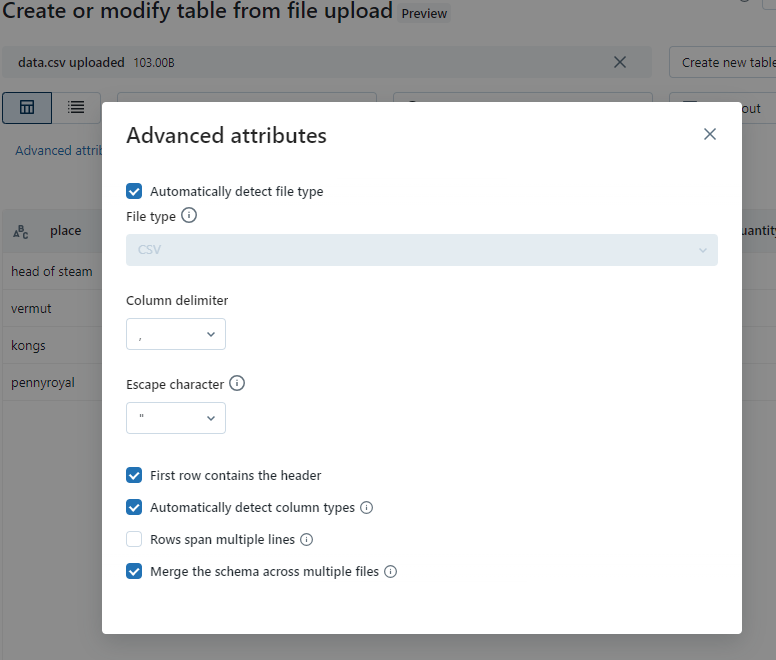 Create or modify table from file upload Preview
data.csv uploaded 103.00B
Create new table
out
Advanced attrib
Advanced attributes
Automatically detect file type
File type
CSV
place
uantity
head of steam
vermut
kongs
pennyroyal
Column delimiter
,
Escape character
"
First row contains the header
Automatically detect column types
Rows span multiple lines
Merge the schema across multiple files